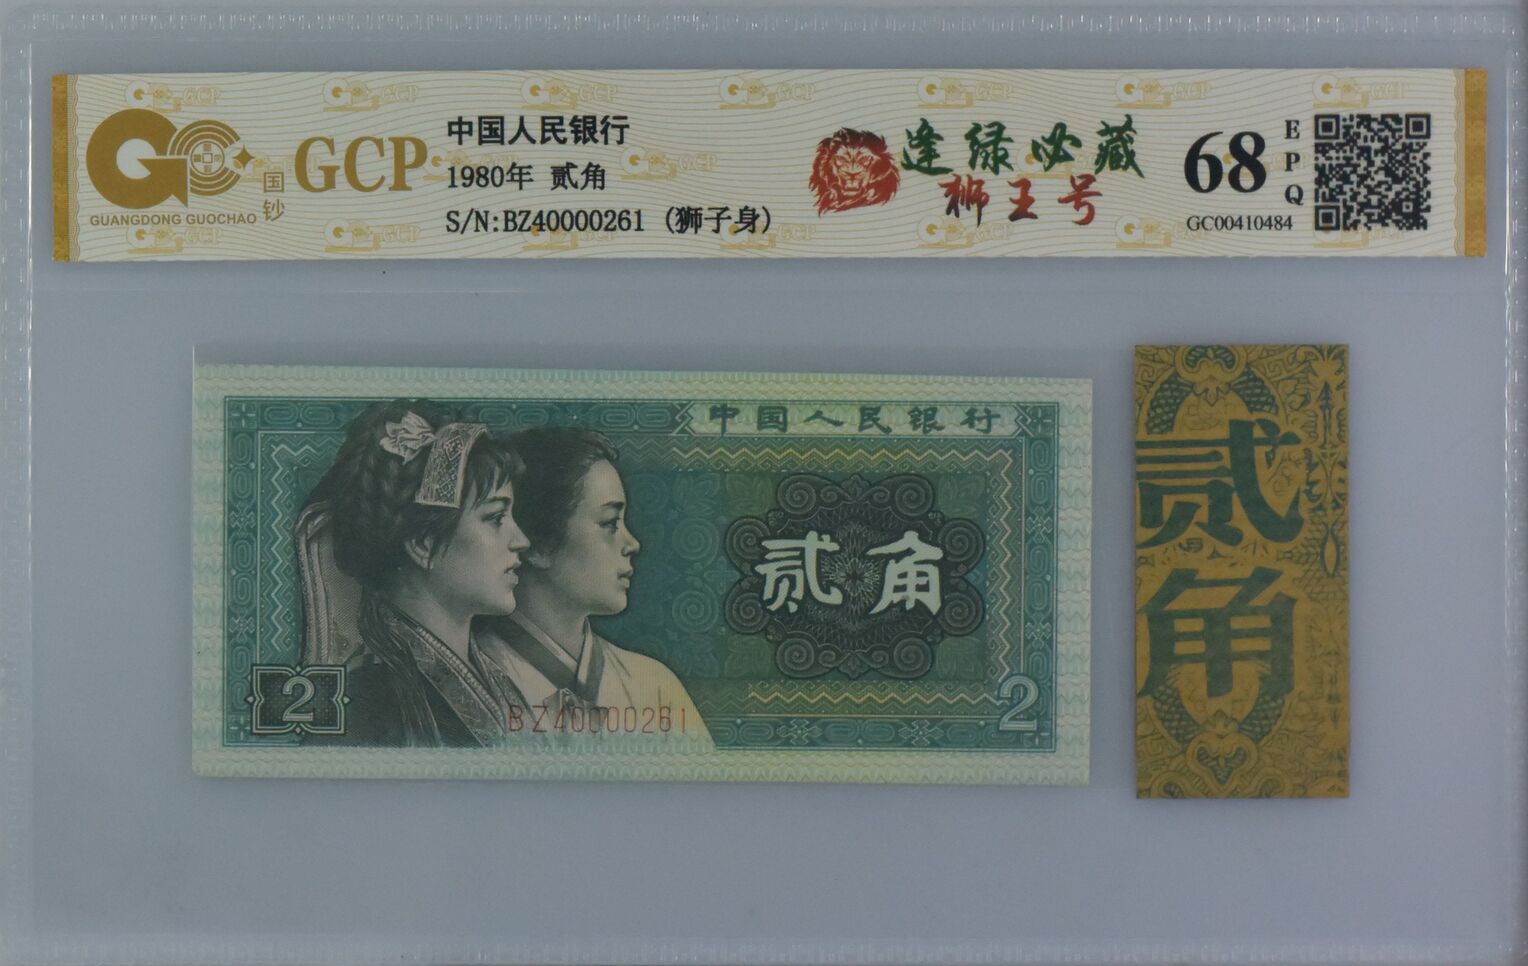 GCP
GUANGDONG GUOCHAO
国钞
中国人民银行
1980年 贰角
S/N:BZ40000261 (狮子身)
逢绿必藏
狮王号
68
EPQ
GC00410484
中国人民银行
贰角
2
BZ40000261
2
贰角